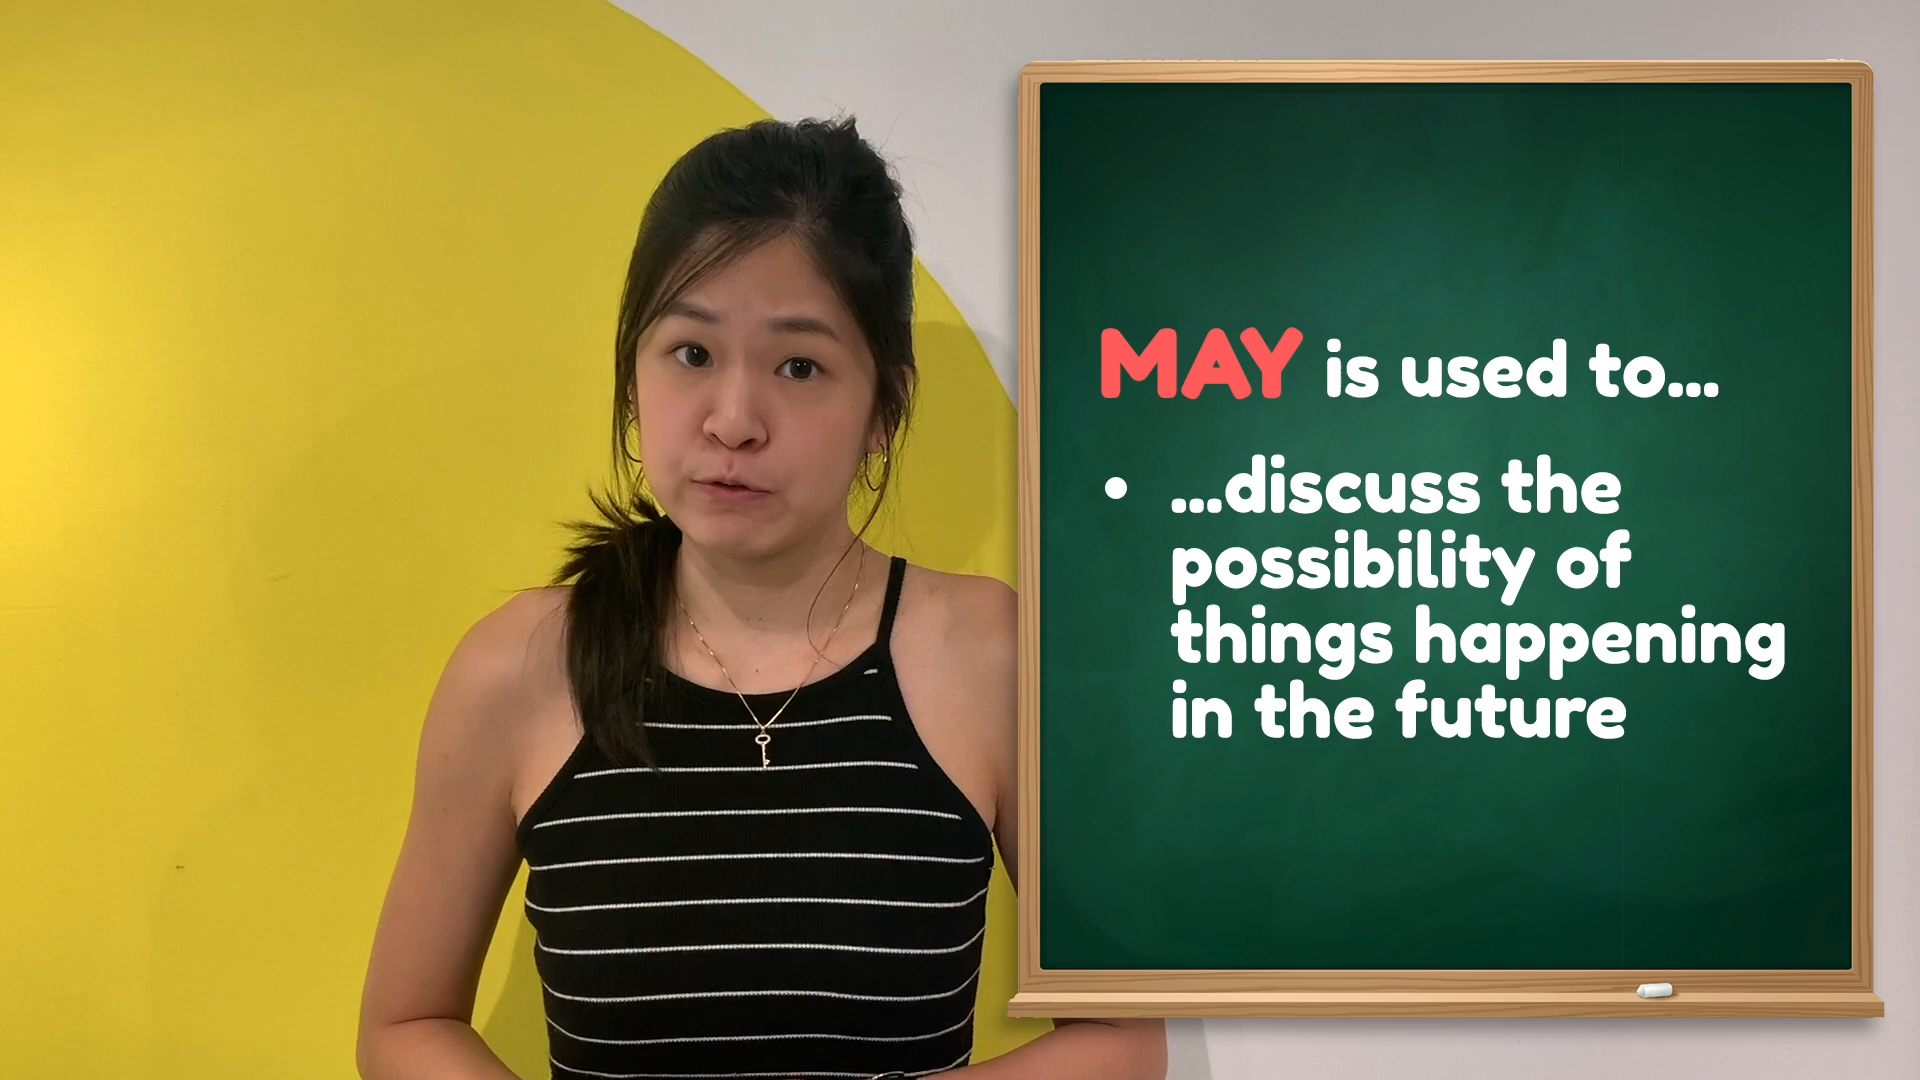 MAY is used to...
• ...discuss the
possibility of
things happening
in the future